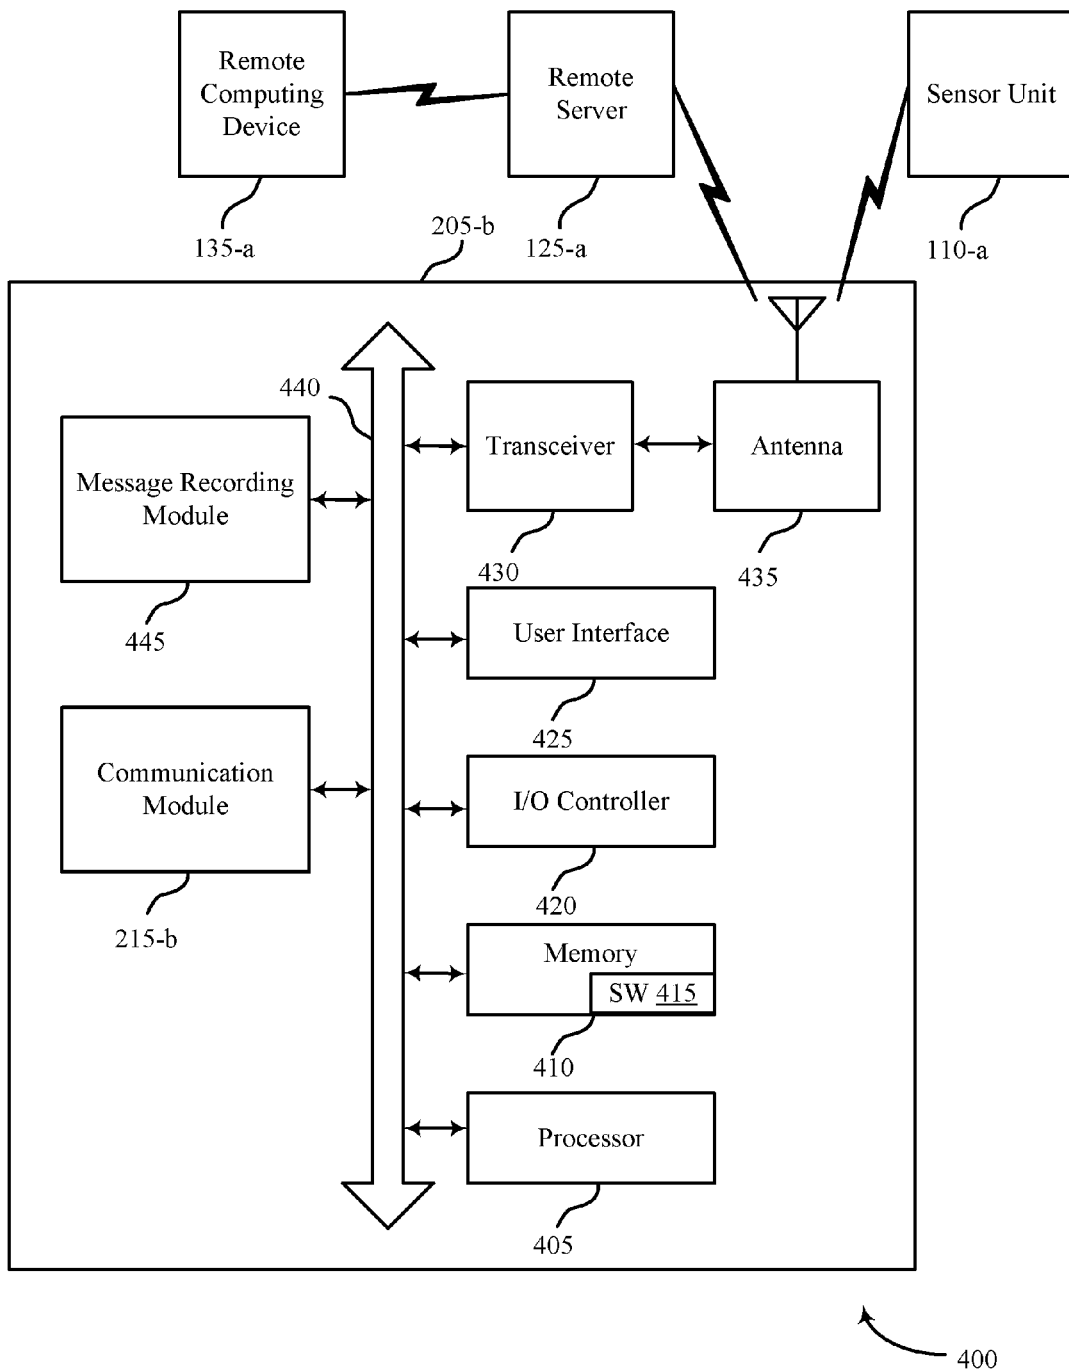 Remote
Computing
Device
Remote
Server
Sensor Unit
135-a
205-b
125-a
110-a
440
Transceiver
Antenna
Message Recording
Module
430
435
445
User Interface
425
Communication
Module
I/O Controller
420
215-b
Memory
SW 415
410
Processor
405
400